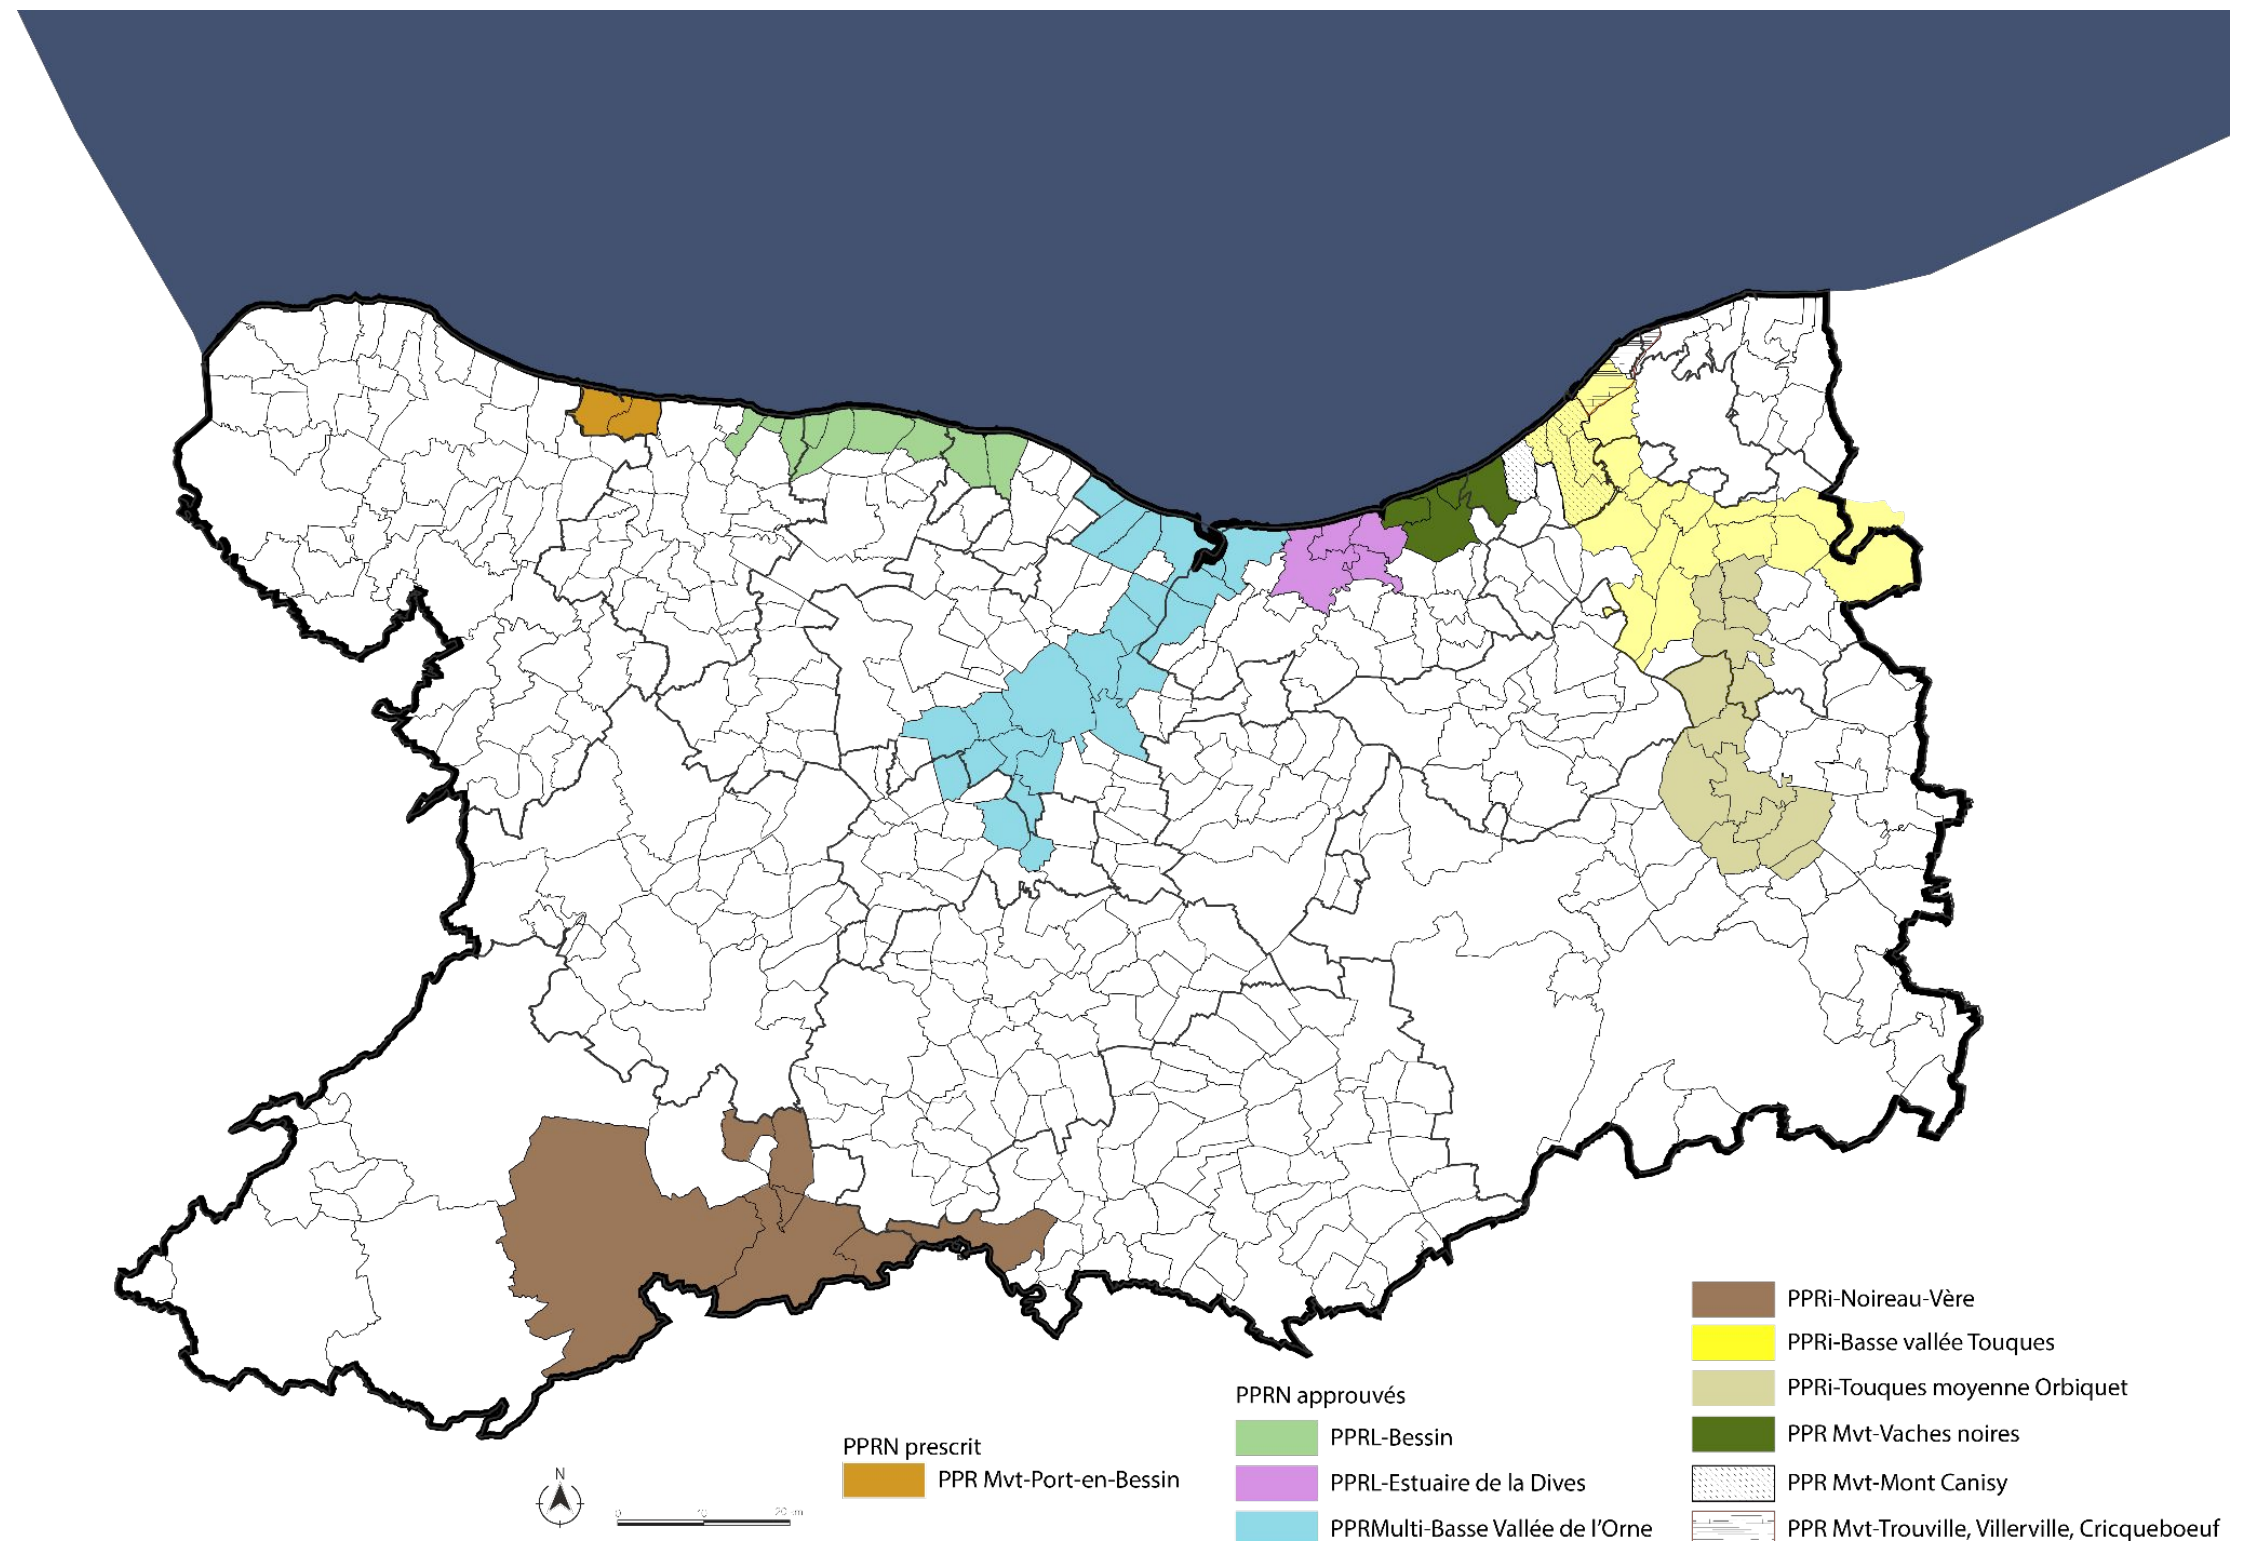 PPRi-Noireau-Vère
PPRi-Basse vallée Touques
PPRi-Touques moyenne Orbiquet
PPR Mvt-Vaches noires
PPR Mvt-Mont Canisy
PPR Mvt-Trouville, Villerville, Cricqueboeuf
PPRN approuvés
PPRL-Bessin
PPRL-Estuaire de la Dives
PPRMulti-Basse Vallée de l'Orne
PPRN prescrit
PPR Mvt-Port-en-Bessin
N
0 20